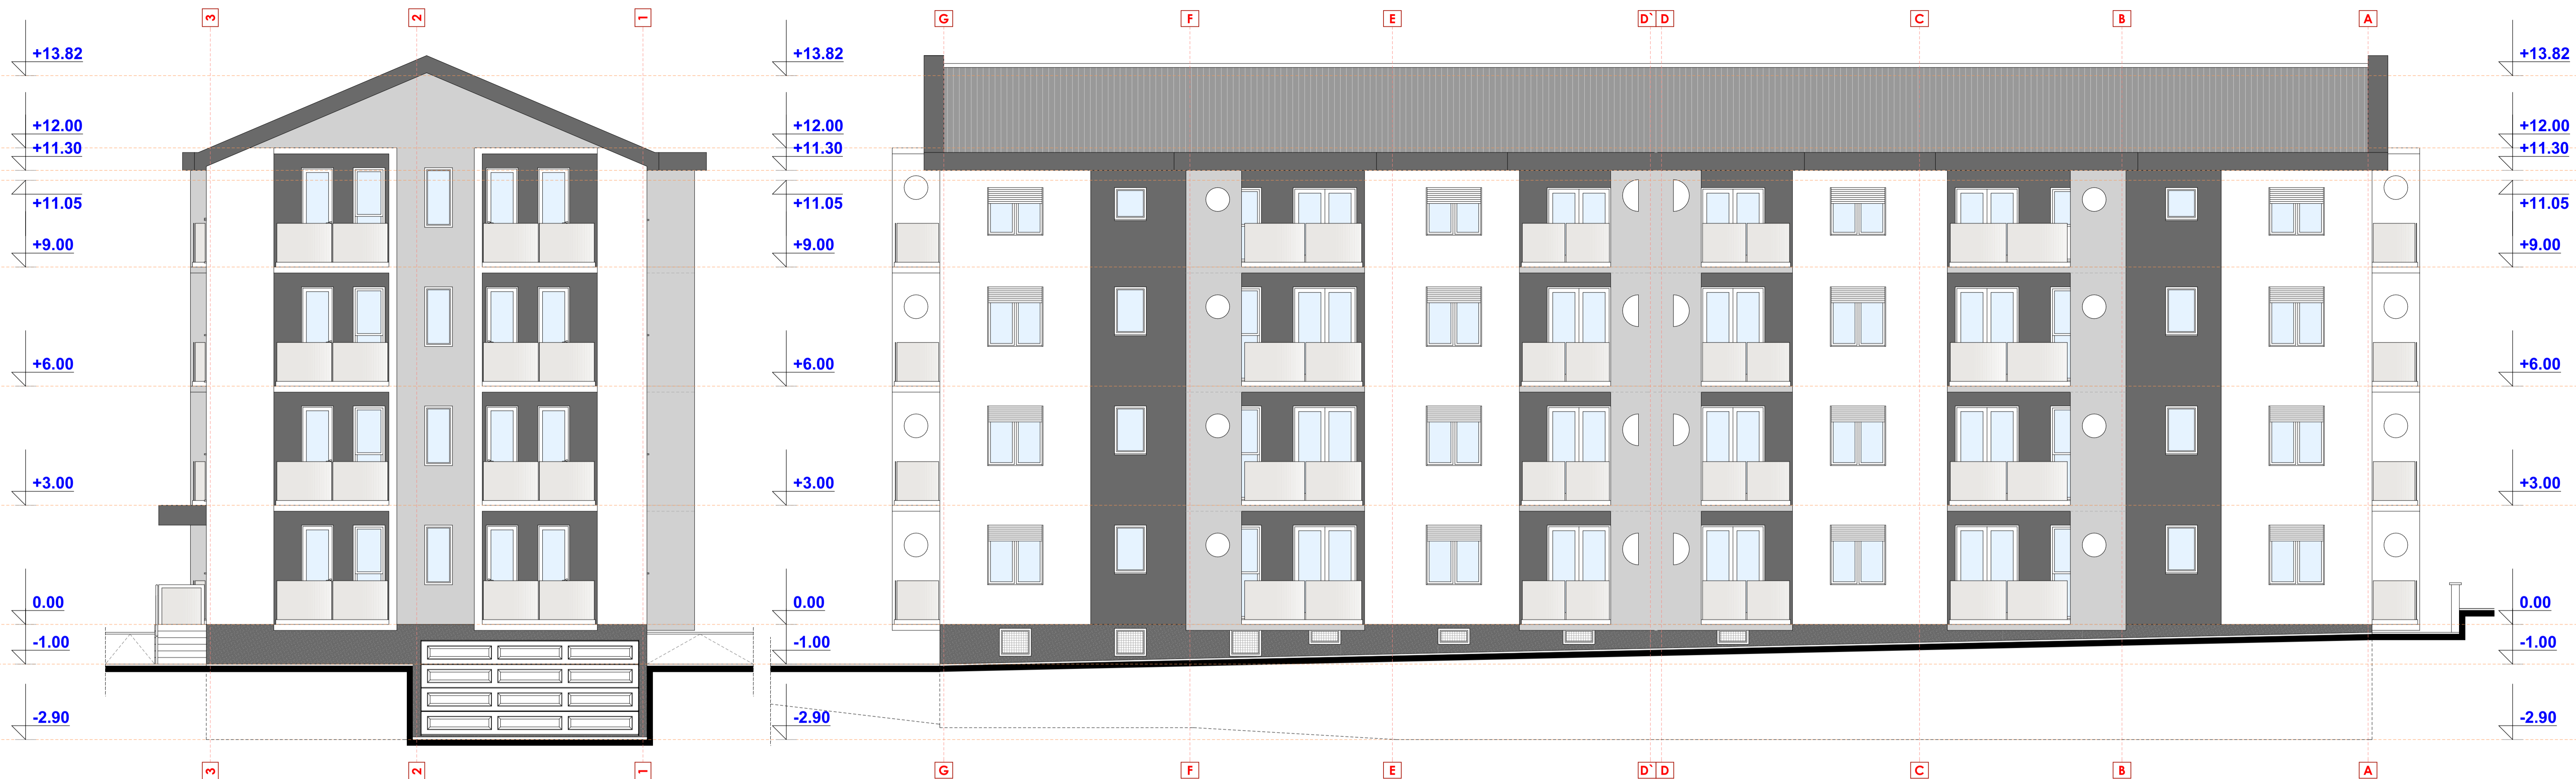 3 2 1 G F E D` D C B A
+13.82 +13.82 +13.82
+12.00 +12.00 +12.00
+11.30 +11.30 +11.30
+11.05 +11.05 +11.05
+9.00 +9.00 +9.00
+6.00 +6.00 +6.00
+3.00 +3.00 +3.00
0.00 0.00 0.00
-1.00 -1.00 -1.00
-2.90 -2.90 -2.90
3 2 1 G F E D` D C B A